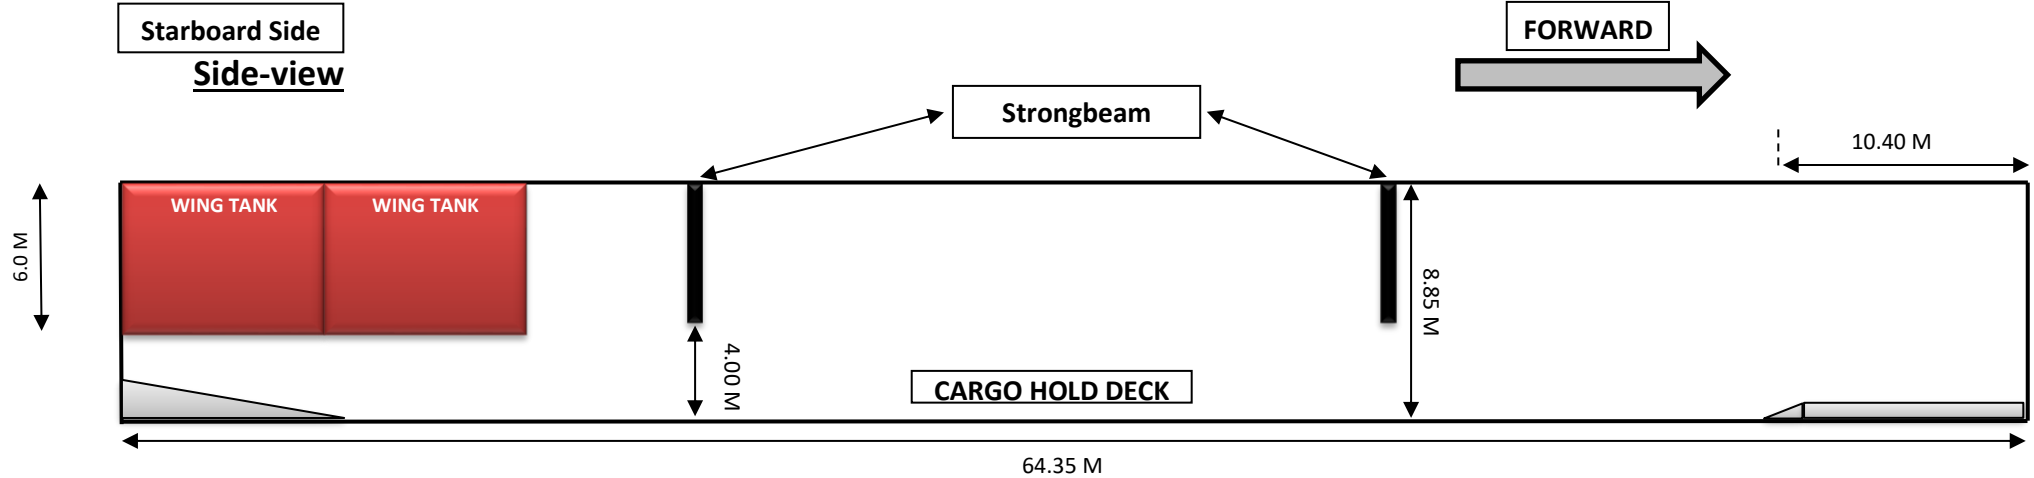 Starboard Side
Side-view
FORWARD
Strongbeam
10.40 M
WING TANK
WING TANK
6.0 M
8.85 M
4.00 M
CARGO HOLD DECK
64.35 M